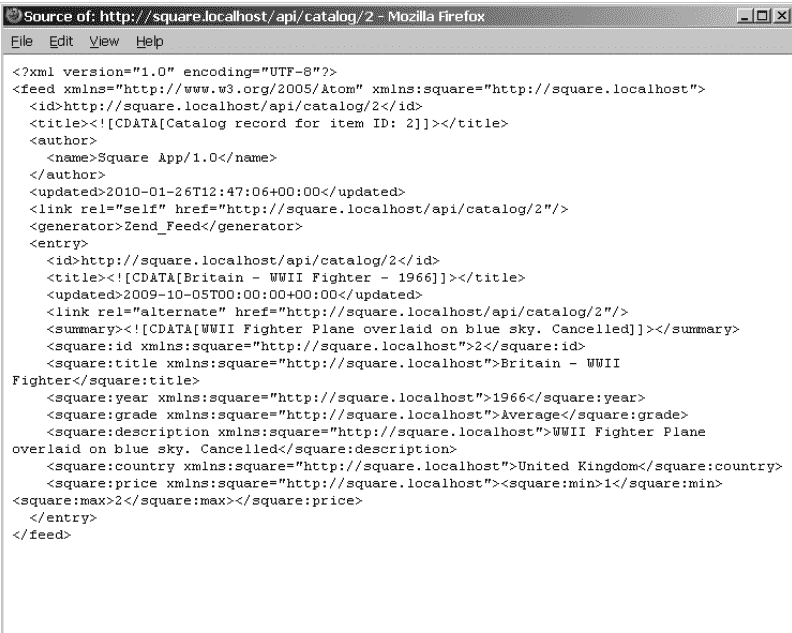 Source of: http://square.localhost/api/catalog/2 - Mozilla Firefox
File Edit View Help
<?xml version="1.0" encoding="UTF-8"?>
<feed xmlns="http://www.w3.org/2005/Atom" xmlns:square="http://square.localhost">
  <id>http://square.localhost/api/catalog/2</id>
  <title><![CDATA[Catalog record for item ID: 2]]></title>
  <author>
    <name>Square App/1.0</name>
  </author>
  <updated>2010-01-26T12:47:06+00:00</updated>
  <link rel="self" href="http://square.localhost/api/catalog/2"/>
  <generator>Zend_Feed</generator>
  <entry>
    <id>http://square.localhost/api/catalog/2</id>
    <title><![CDATA[Britain - WWII Fighter - 1966]]></title>
    <updated>2009-10-05T00:00:00+00:00</updated>
    <link rel="alternate" href="http://square.localhost/api/catalog/2"/>
    <summary><![CDATA[WWII Fighter Plane overlaid on blue sky. Cancelled]]></summary>
    <square:id xmlns:square="http://square.localhost">2</square:id>
    <square:title xmlns:square="http://square.localhost">Britain - WWII
Fighter</square:title>
    <square:year xmlns:square="http://square.localhost">1966</square:year>
    <square:grade xmlns:square="http://square.localhost">Average</square:grade>
    <square:description xmlns:square="http://square.localhost">WWII Fighter Plane
overlaid on blue sky. Cancelled</square:description>
    <square:country xmlns:square="http://square.localhost">United Kingdom</square:country>
    <square:price xmlns:square="http://square.localhost"><square:min>1</square:min>
<square:max>2</square:max></square:price>
  </entry>
</feed>